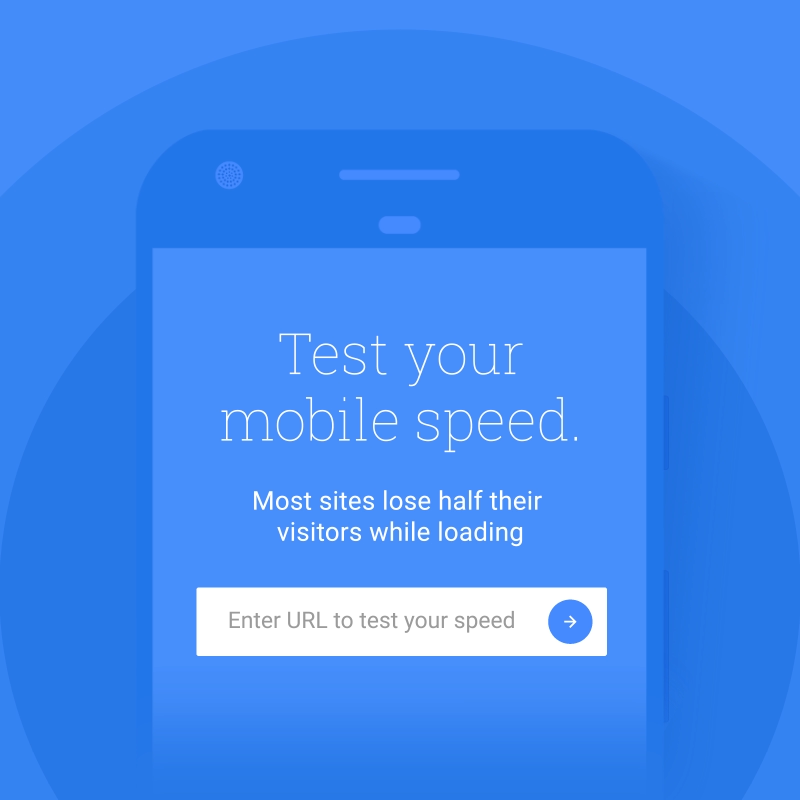 Test your
mobile speed.
Most sites lose half their
visitors while loading
Enter URL to test your speed